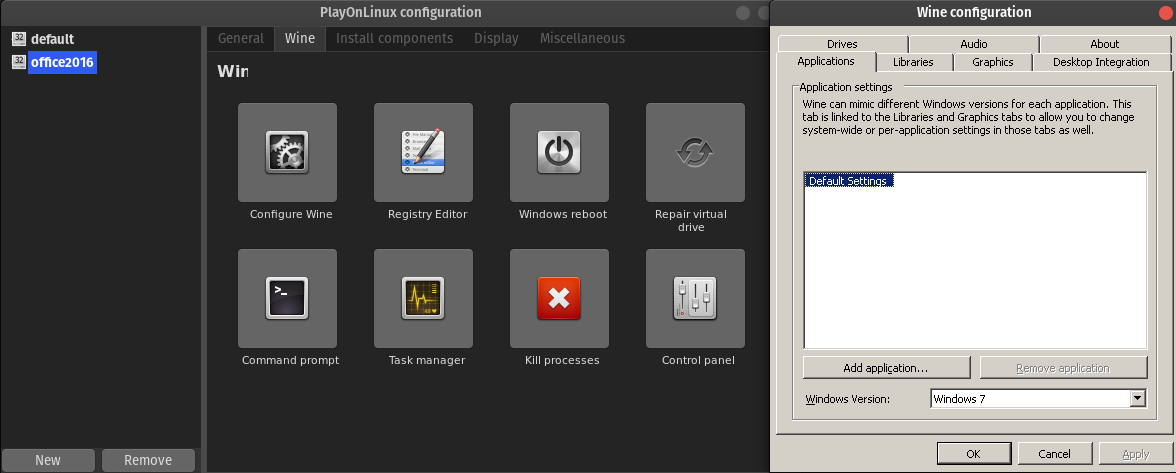 PlayOnLinux configuration
32 default
32 office2016
New
Remove
General
Wine
Install components
Display
Miscellaneous
Win
Configure Wine
Registry Editor
Windows reboot
Repair virtual
drive
>_
Command prompt
Task manager
Kill processes
Control panel
Wine configuration
Drives
Audio
About
Applications
Libraries
Graphics
Desktop Integration
Application settings
Wine can mimic different Windows versions for each application. This
tab is linked to the Libraries and Graphics tabs to allow you to change
system-wide or per-application settings in those tabs as well.
Default Settings
Add application...
Remove application
Windows Version:
Windows 7
OK
Cancel
Apply